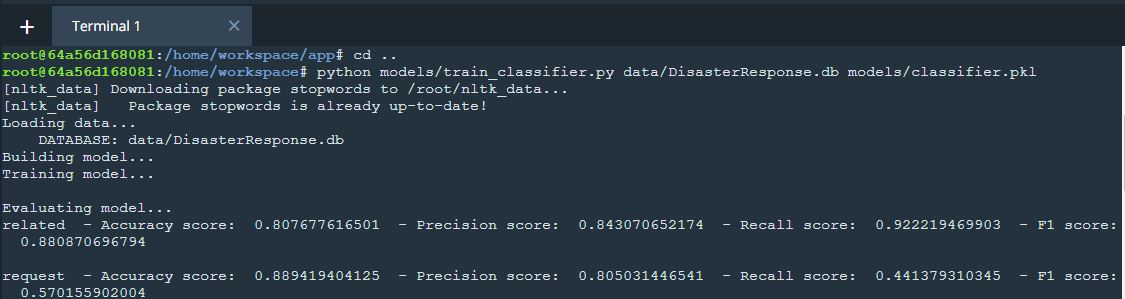 + Terminal 1 ×
root@64a56d168081:/home/workspace/app# cd ..
root@64a56d168081:/home/workspace# python models/train_classifier.py data/DisasterResponse.db models/classifier.pkl
[nltk_data] Downloading package stopwords to /root/nltk_data...
[nltk_data]   Package stopwords is already up-to-date!
Loading data...
    DATABASE: data/DisasterResponse.db
Building model...
Training model...
Evaluating model...
related  - Accuracy score:  0.807677616501  - Precision score:  0.843070652174  - Recall score:  0.922219469903  - F1 score:
  0.880870696794
request  - Accuracy score:  0.889419404125  - Precision score:  0.805031446541  - Recall score:  0.441379310345  - F1 score:
  0.570155902004